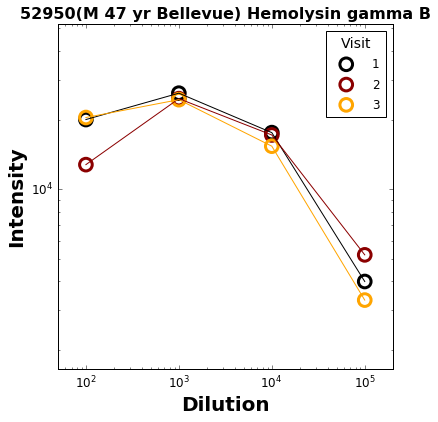 52950(M 47 yr Bellevue) Hemolysin gamma B
Visit
1
2
3
Intensity
10^4
10^2 10^3 10^4 10^5
Dilution